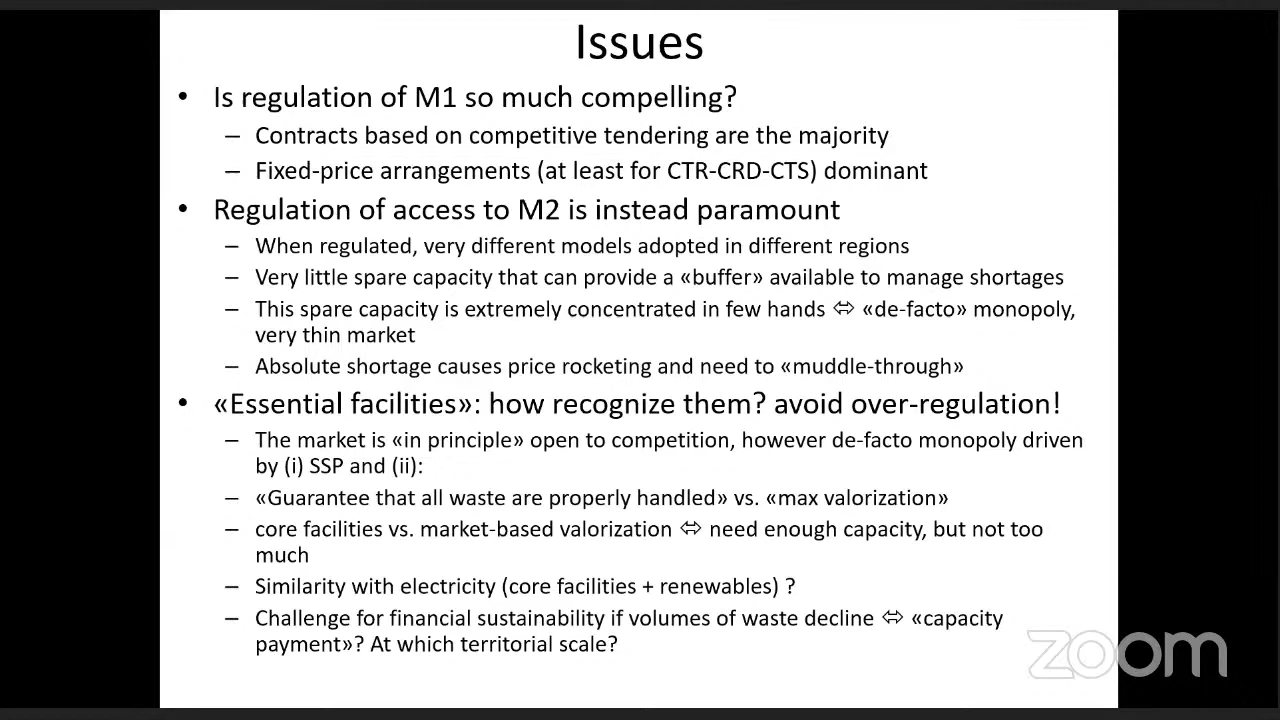 Issues
• Is regulation of M1 so much compelling?
– Contracts based on competitive tendering are the majority
– Fixed-price arrangements (at least for CTR-CRD-CTS) dominant
• Regulation of access to M2 is instead paramount
– When regulated, very different models adopted in different regions
– Very little spare capacity that can provide a «buffer» available to manage shortages
– This spare capacity is extremely concentrated in few hands ⬄ «de-facto» monopoly,
very thin market
– Absolute shortage causes price rocketing and need to «muddle-through»
• «Essential facilities»: how recognize them? avoid over-regulation!
– The market is «in principle» open to competition, however de-facto monopoly driven
by (i) SSP and (ii):
– «Guarantee that all waste are properly handled» vs. «max valorization»
– core facilities vs. market-based valorization ⬄ need enough capacity, but not too
much
– Similarity with electricity (core facilities + renewables) ?
– Challenge for financial sustainability if volumes of waste decline ⬄ «capacity
payment»? At which territorial scale?
zoom